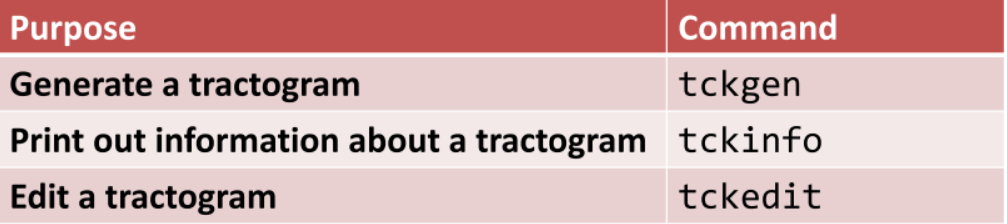 Purpose Command
Generate a tractogram tckgen
Print out information about a tractogram tckinfo
Edit a tractogram tckedit